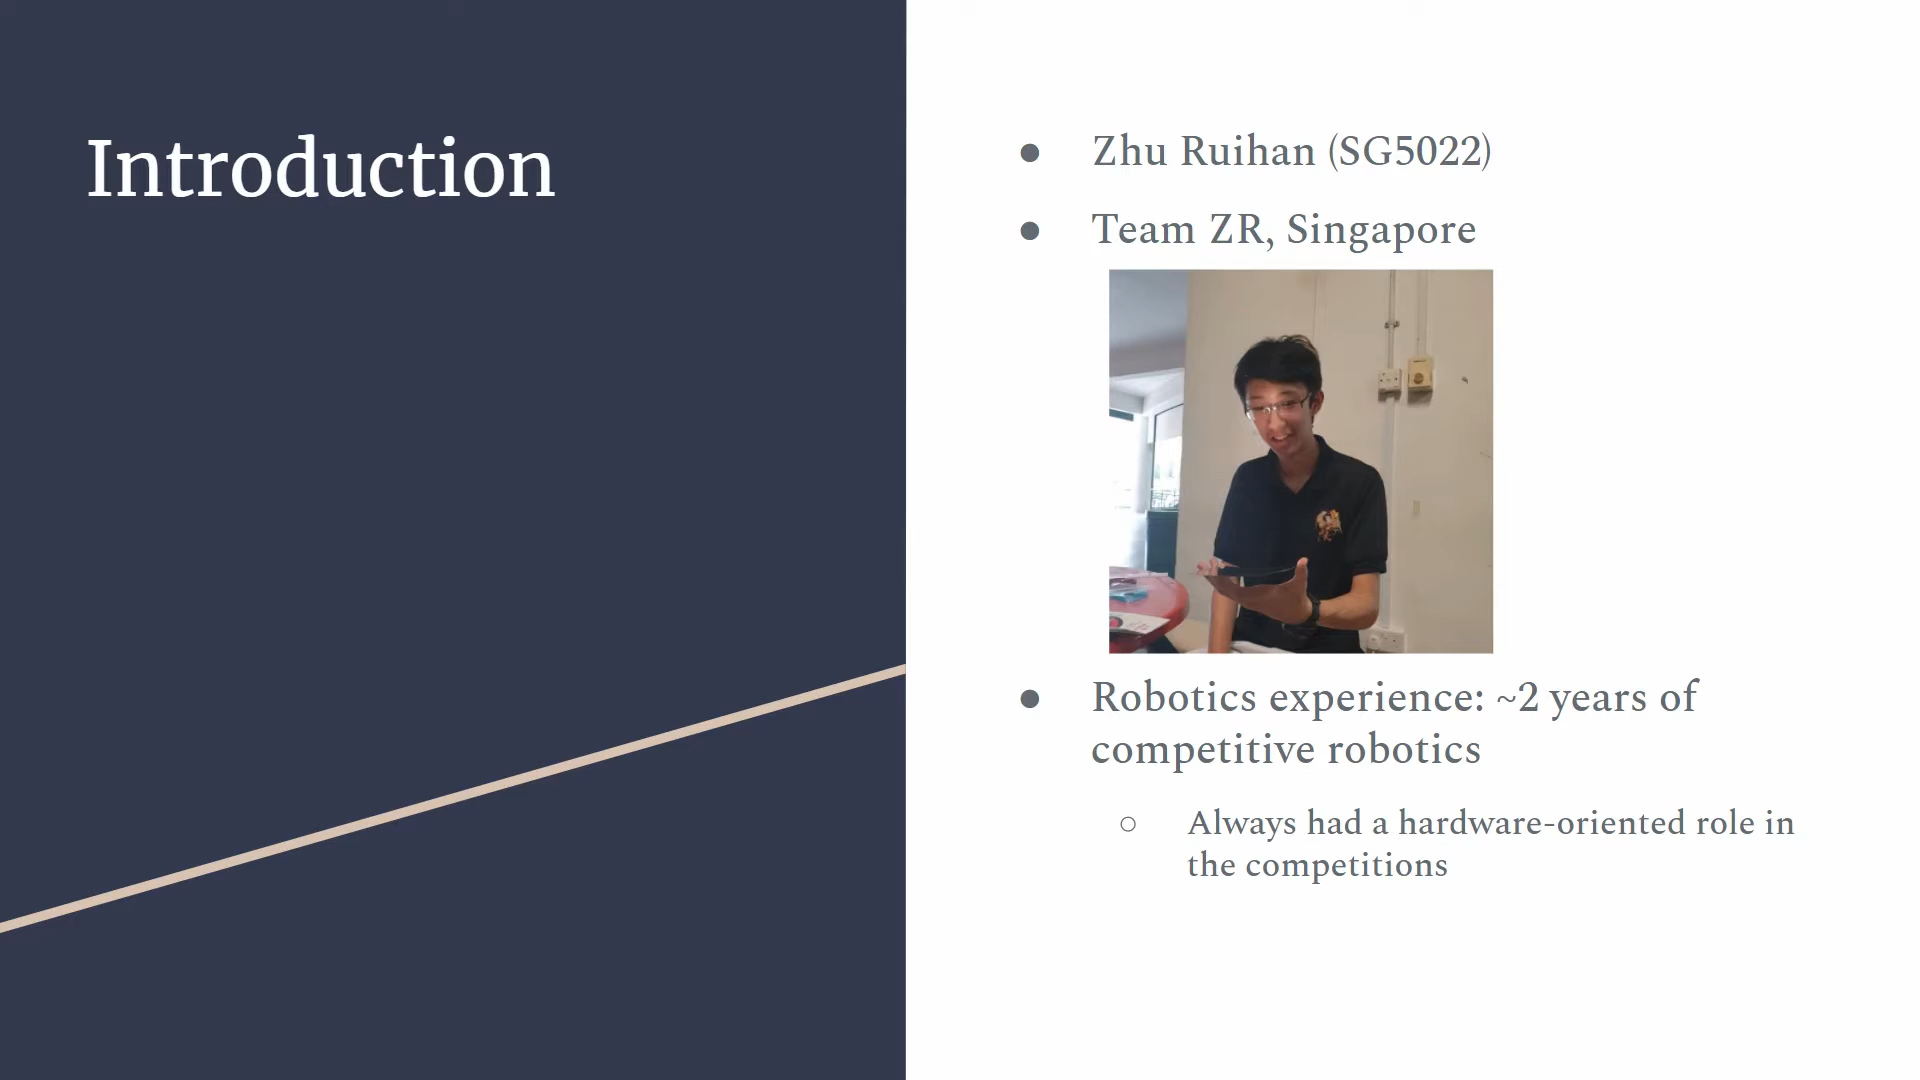 Introduction
Zhu Ruihan (SG5022)
Team ZR, Singapore
Robotics experience: ~2 years of
competitive robotics
Always had a hardware-oriented role in
the competitions